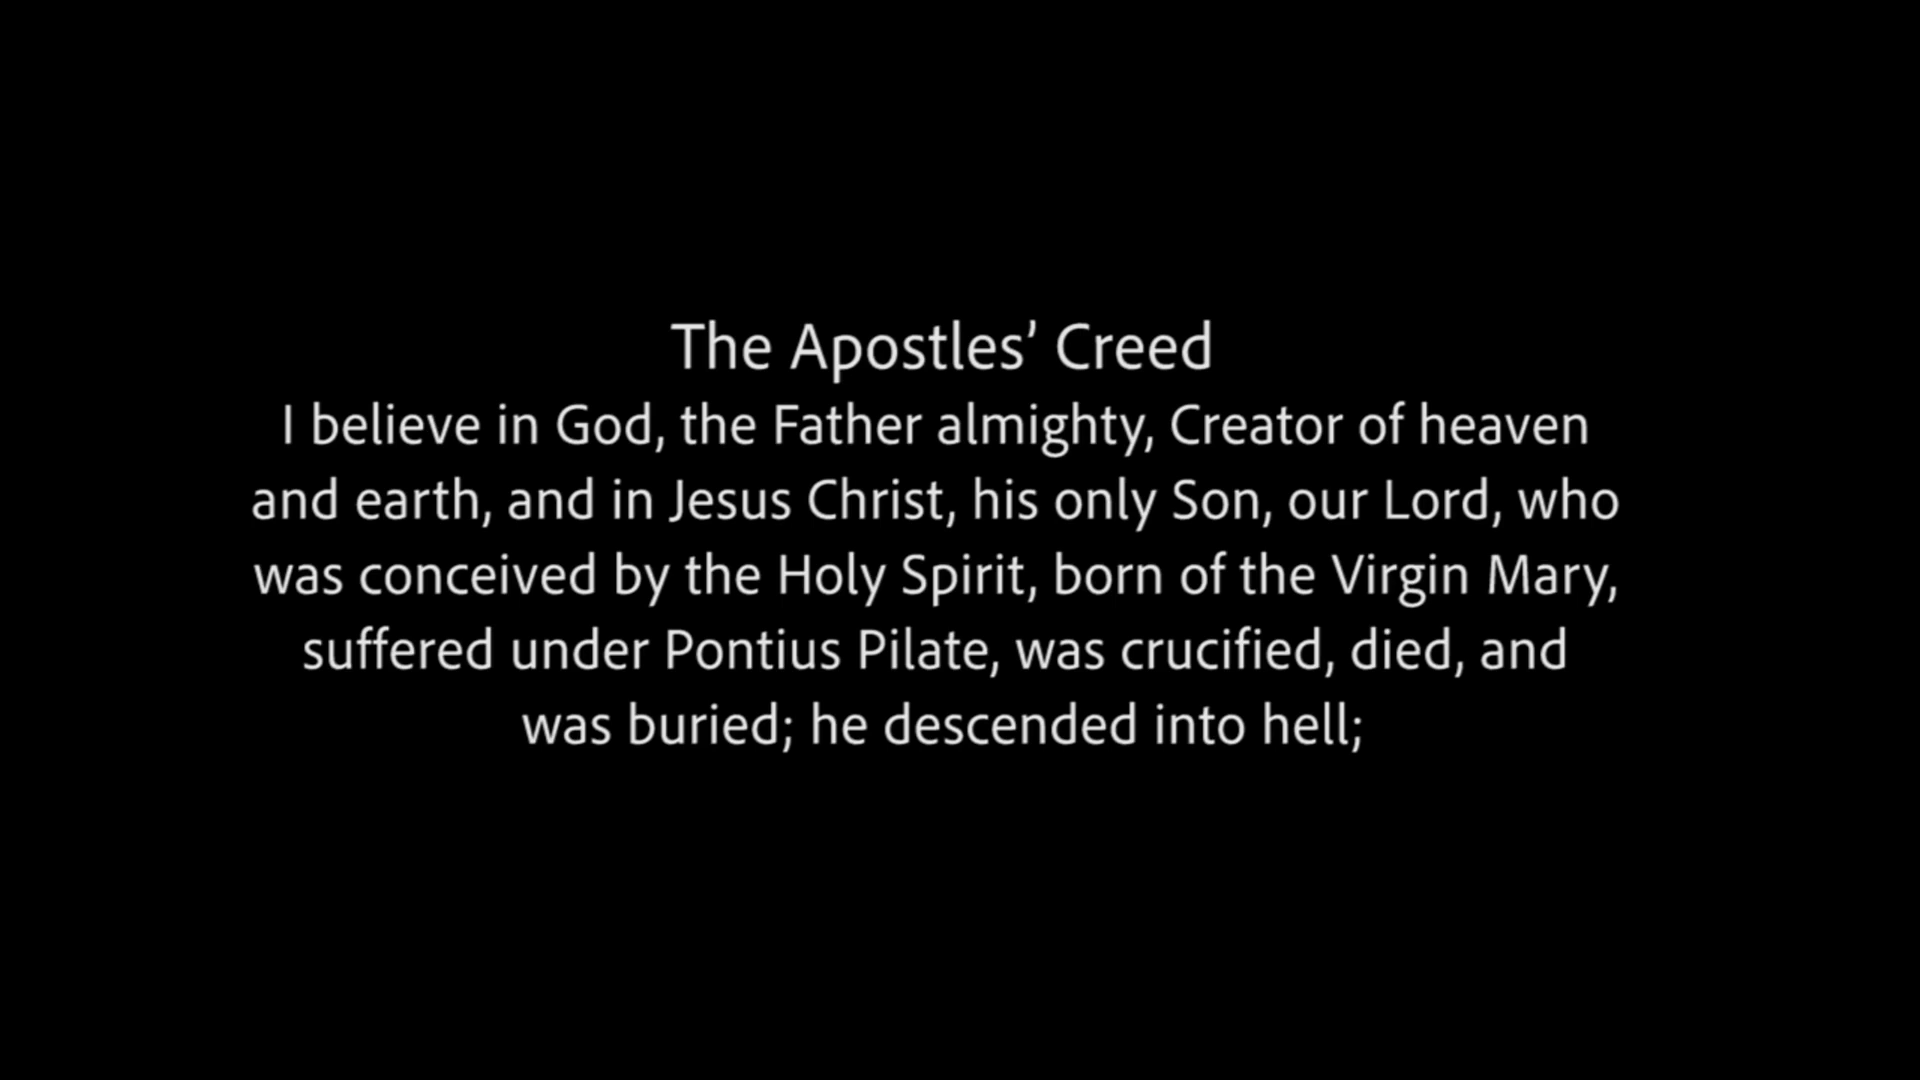 The Apostles’ Creed
I believe in God, the Father almighty, Creator of heaven
and earth, and in Jesus Christ, his only Son, our Lord, who
was conceived by the Holy Spirit, born of the Virgin Mary,
suffered under Pontius Pilate, was crucified, died, and
was buried; he descended into hell;